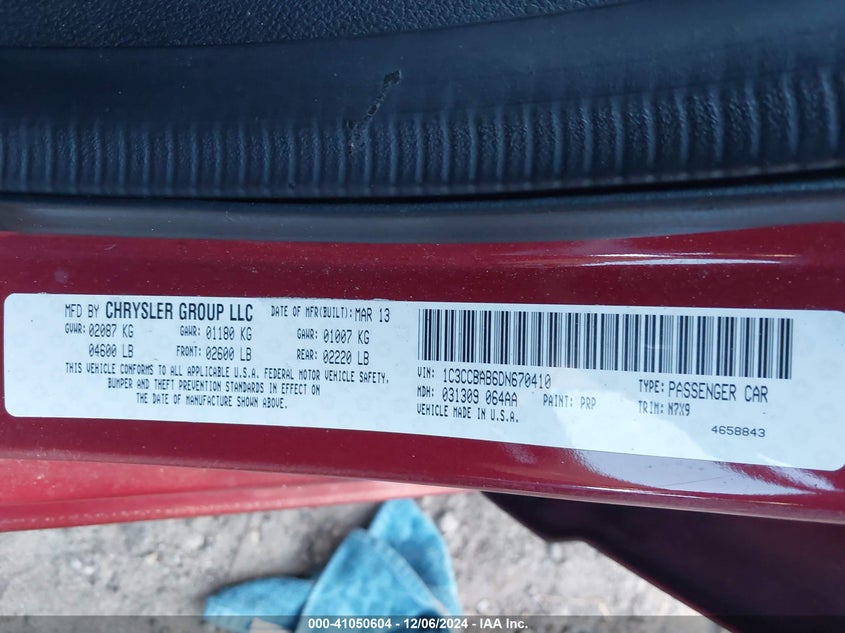 MFD BY CHRYSLER GROUP LLC DATE OF MFR(BUILT): MAR 13
GVWR: 02087 KG GAWR: 01180 KG GAWR: 01007 KG
04600 LB FRONT: 02600 LB REAR: 02220 LB
THIS VEHICLE CONFORMS TO ALL APPLICABLE U.S.A. FEDERAL MOTOR VEHICLE SAFETY,
BUMPER AND THEFT PREVENTION STANDARDS IN EFFECT ON
THE DATE OF MANUFACTURE SHOWN ABOVE.
VIN: 1C3CCBAB6DN670410 TYPE: PASSENGER CAR
MDH: 031309 064AA PAINT: PRP TRIM: N7X9
VEHICLE MADE IN U.S.A.
4658843
000-41050604 - 12/06/2024 - IAA Inc.